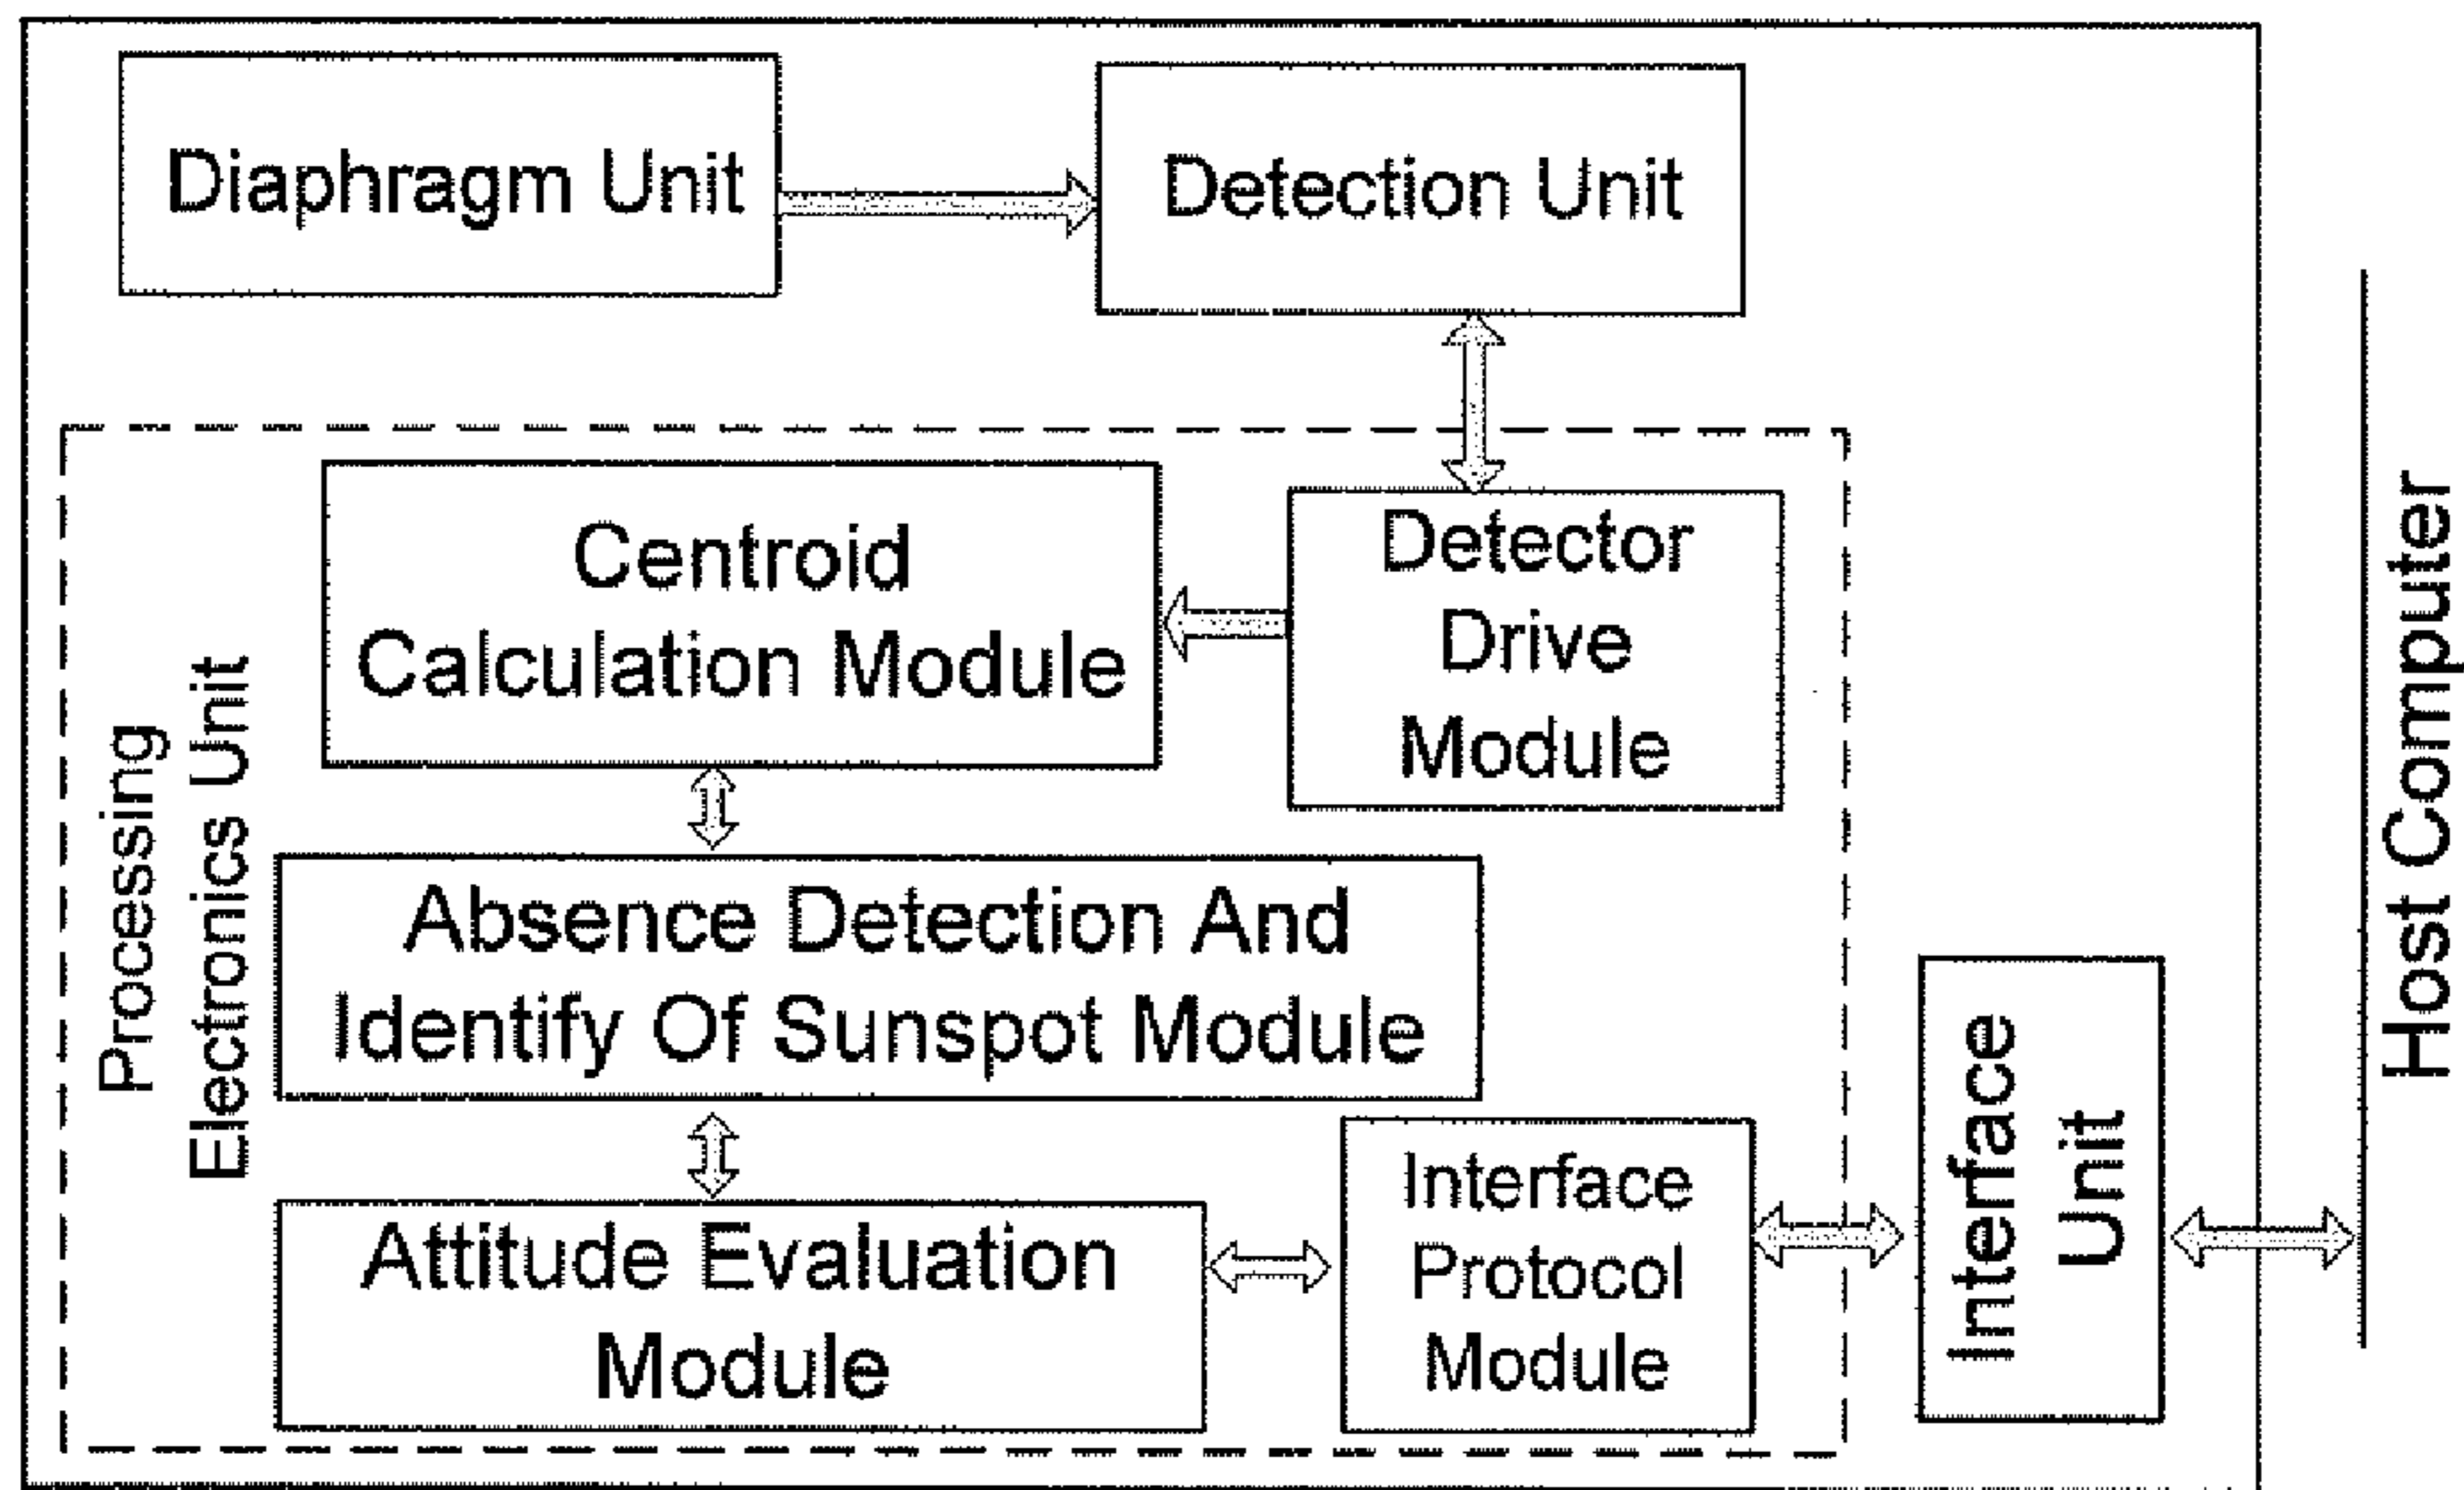 Diaphragm Unit
Detection Unit
Processing
Electronics Unit
Centroid
Calculation Module
Detector
Drive
Module
Absence Detection And
Identify Of Sunspot Module
Attitude Evaluation
Module
Interface
Protocol
Module
Interface
Unit
Host Computer